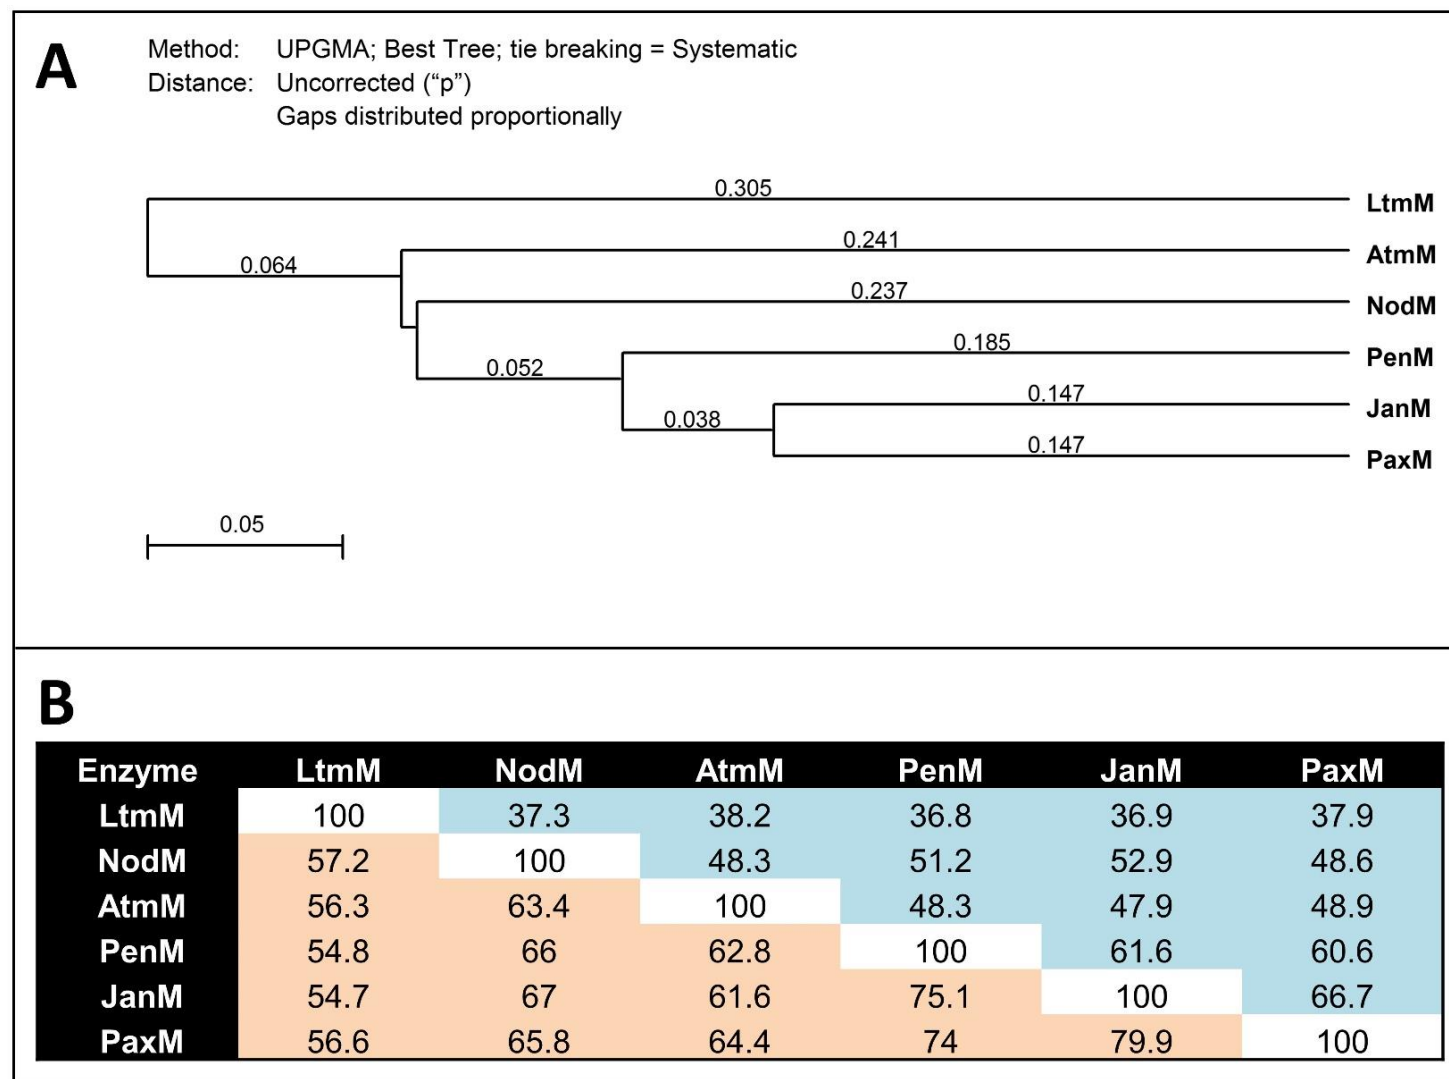 A
Method: UPGMA; Best Tree; tie breaking = Systematic
Distance: Uncorrected (“p”)
Gaps distributed proportionally
0.305 LtmM
0.241 AtmM
0.064
0.237 NodM
0.185 PenM
0.052
0.147 JanM
0.038
0.147 PaxM
0.05
B
Enzyme LtmM NodM AtmM PenM JanM PaxM
LtmM 100 37.3 38.2 36.8 36.9 37.9
NodM 57.2 100 48.3 51.2 52.9 48.6
AtmM 56.3 63.4 100 48.3 47.9 48.9
PenM 54.8 66 62.8 100 61.6 60.6
JanM 54.7 67 61.6 75.1 100 66.7
PaxM 56.6 65.8 64.4 74 79.9 100